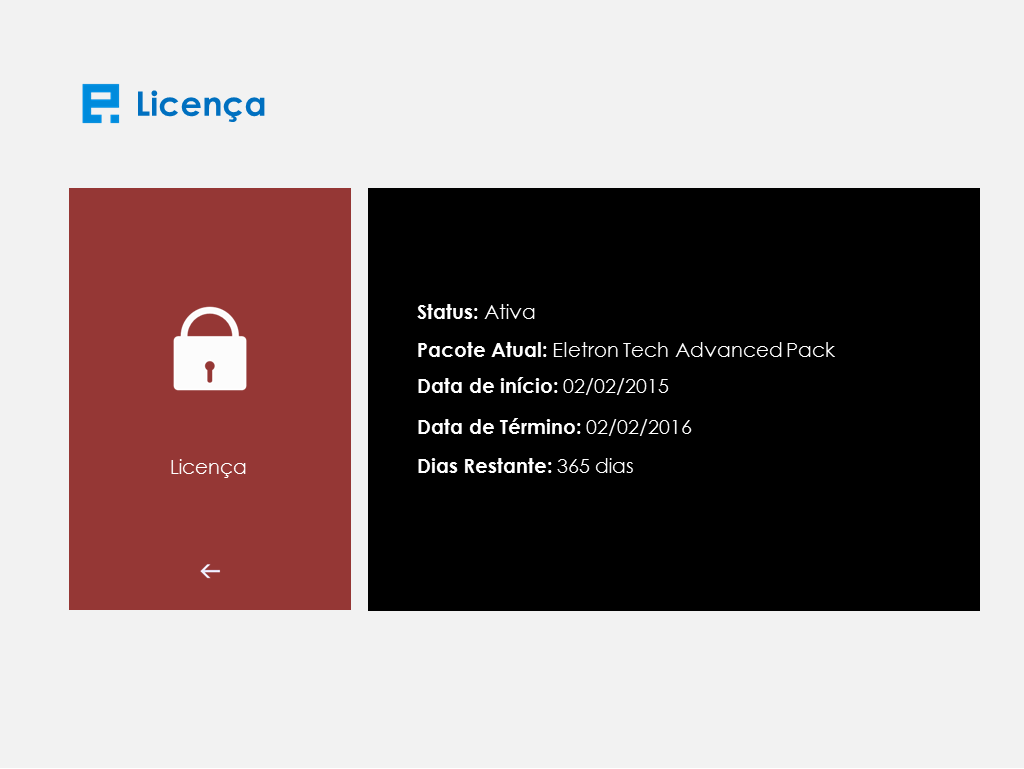 Licença
Licença
Status: Ativa
Pacote Atual: Eletron Tech Advanced Pack
Data de início: 02/02/2015
Data de Término: 02/02/2016
Dias Restante: 365 dias